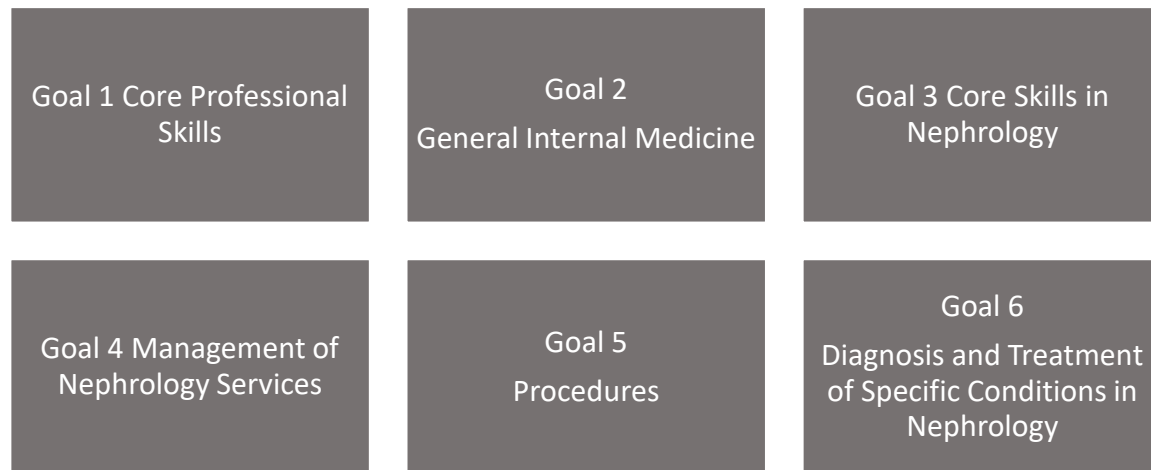 Goal 1 Core Professional
Skills
Goal 2
General Internal Medicine
Goal 3 Core Skills in
Nephrology
Goal 4 Management of
Nephrology Services
Goal 5
Procedures
Goal 6
Diagnosis and Treatment
of Specific Conditions in
Nephrology